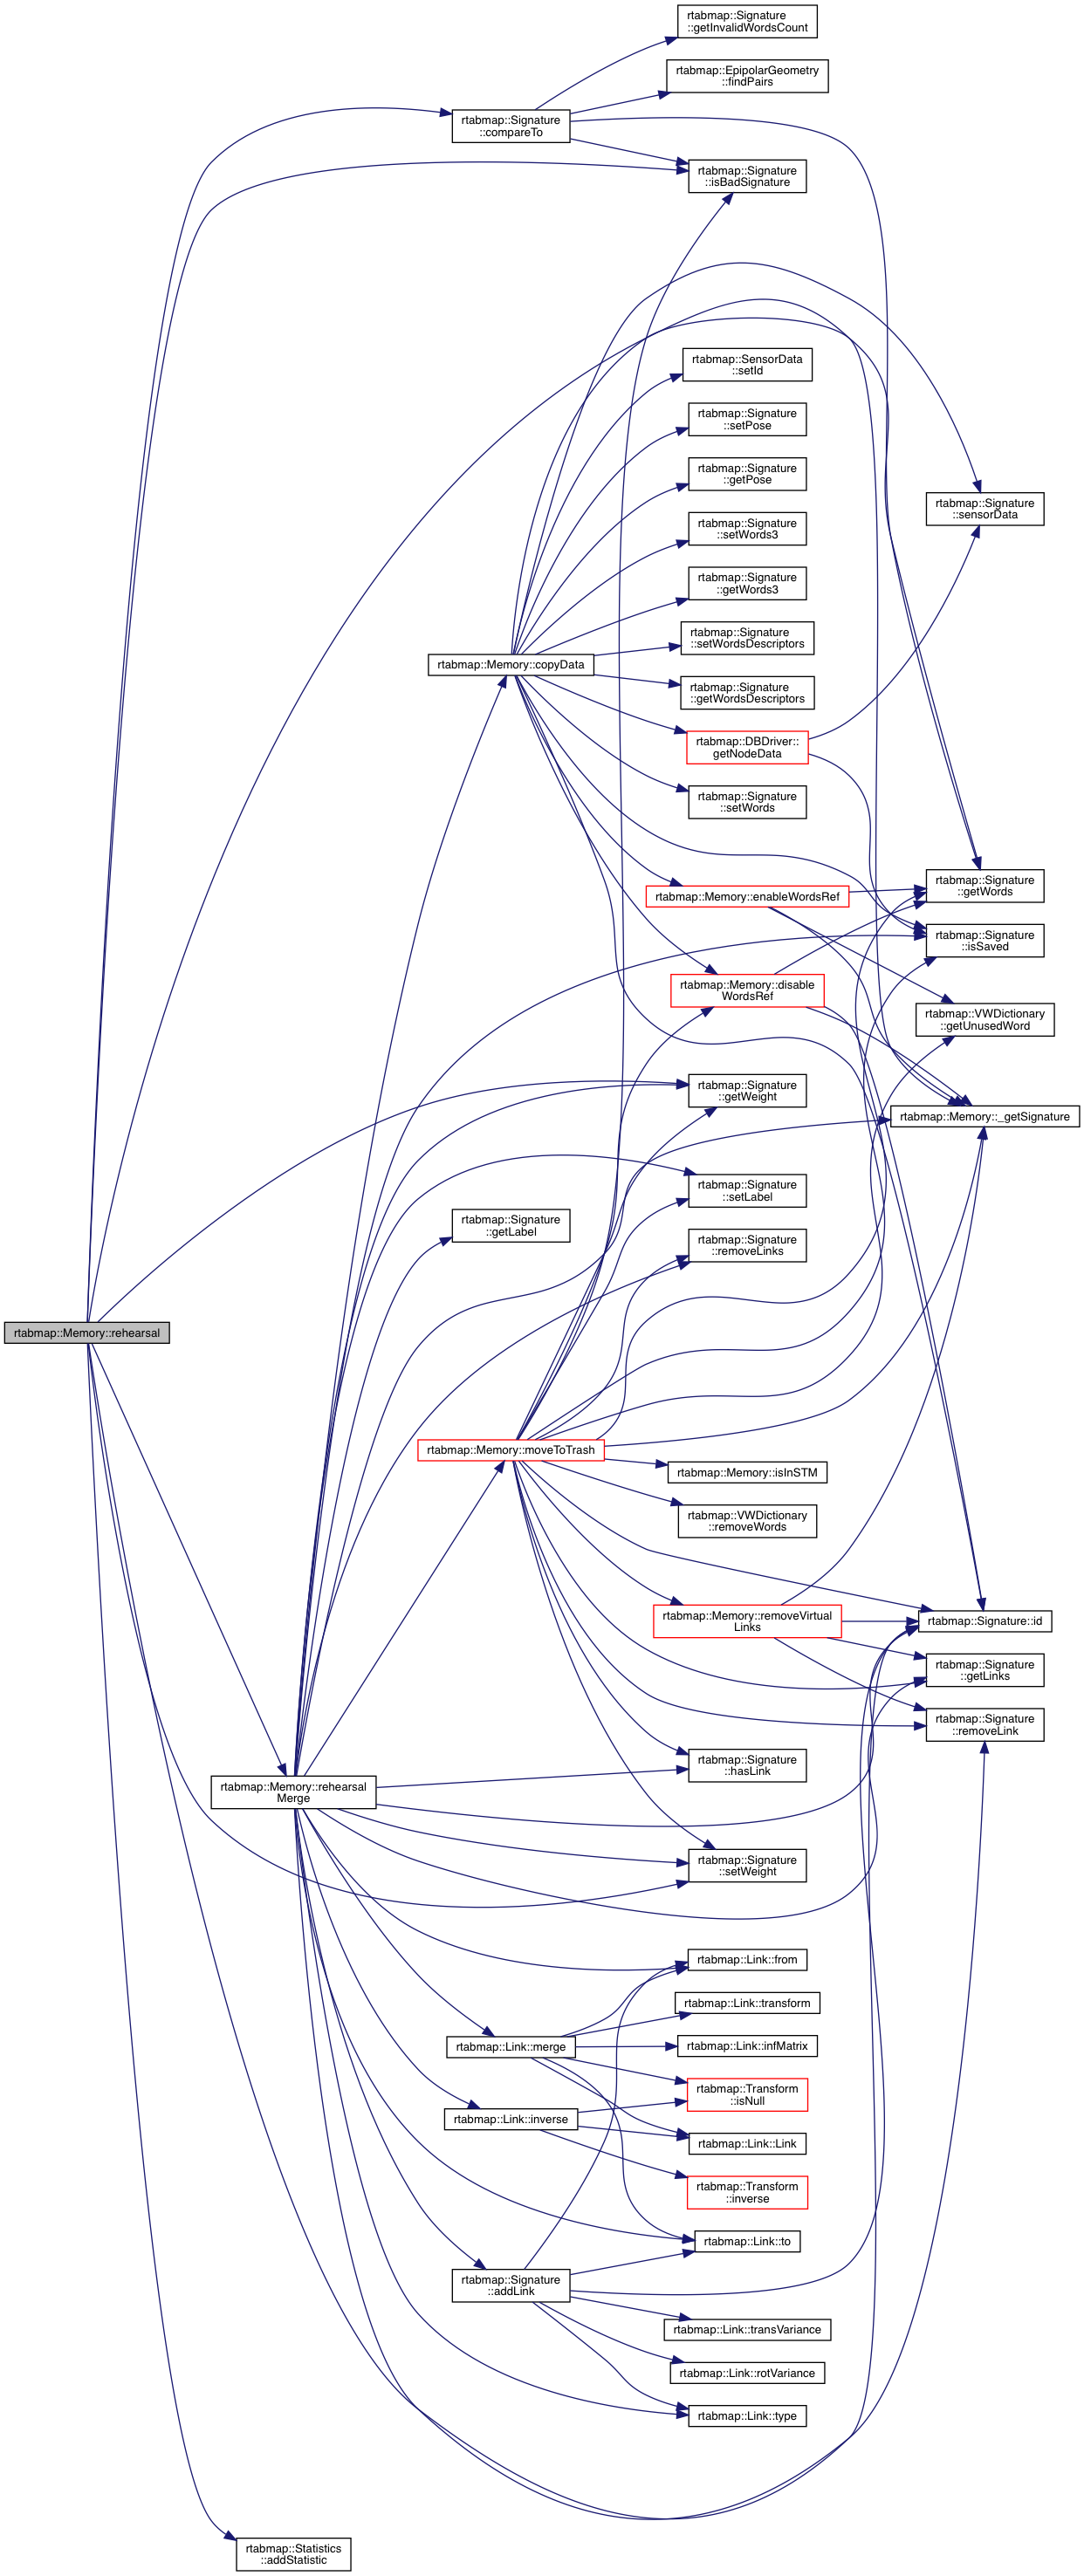 rtabmap::Signature
::getInvalidWordsCount
rtabmap::EpipolarGeometry
::findPairs
rtabmap::Signature
::compareTo
rtabmap::Signature
::isBadSignature
rtabmap::SensorData
::setId
rtabmap::Signature
::setPose
rtabmap::Signature
::getPose
rtabmap::Signature
::sensorData
rtabmap::Signature
::setWords3
rtabmap::Signature
::getWords3
rtabmap::Signature
::setWordsDescriptors
rtabmap::Memory::copyData
rtabmap::Signature
::getWordsDescriptors
rtabmap::DBDriver::
getNodeData
rtabmap::Signature
::setWords
rtabmap::Signature
::getWords
rtabmap::Memory::enableWordsRef
rtabmap::Signature
::isSaved
rtabmap::Memory::disable
WordsRef
rtabmap::VWDictionary
::getUnusedWord
rtabmap::Signature
::getWeight
rtabmap::Memory::_getSignature
rtabmap::Signature
::setLabel
rtabmap::Signature
::getLabel
rtabmap::Signature
::removeLinks
rtabmap::Memory::rehearsal
rtabmap::Memory::moveToTrash
rtabmap::Memory::isInSTM
rtabmap::VWDictionary
::removeWords
rtabmap::Memory::removeVirtual
Links
rtabmap::Signature::id
rtabmap::Signature
::getLinks
rtabmap::Signature
::removeLink
rtabmap::Signature
::hasLink
rtabmap::Memory::rehearsal
Merge
rtabmap::Signature
::setWeight
rtabmap::Link::from
rtabmap::Link::transform
rtabmap::Link::merge
rtabmap::Link::infMatrix
rtabmap::Transform
::isNull
rtabmap::Link::inverse
rtabmap::Link::Link
rtabmap::Transform
::inverse
rtabmap::Link::to
rtabmap::Signature
::addLink
rtabmap::Link::transVariance
rtabmap::Link::rotVariance
rtabmap::Link::type
rtabmap::Statistics
::addStatistic